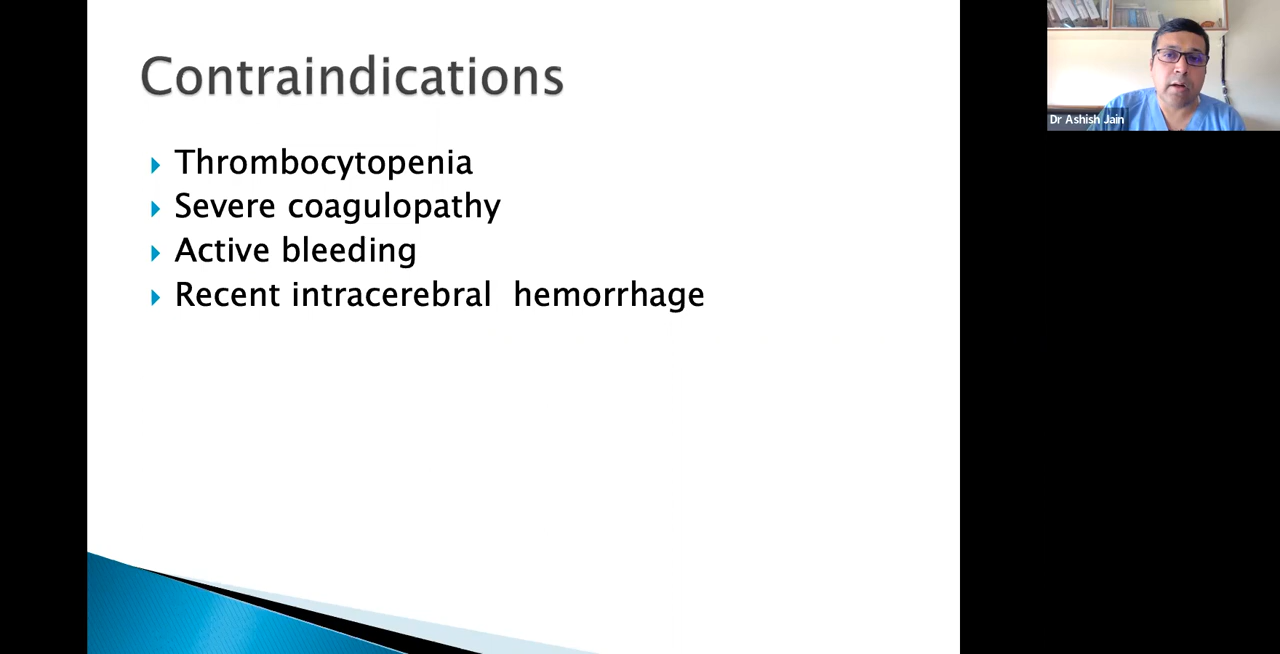 Contraindications
Thrombocytopenia
Severe coagulopathy
Active bleeding
Recent intracerebral hemorrhage
Dr Ashish Jain